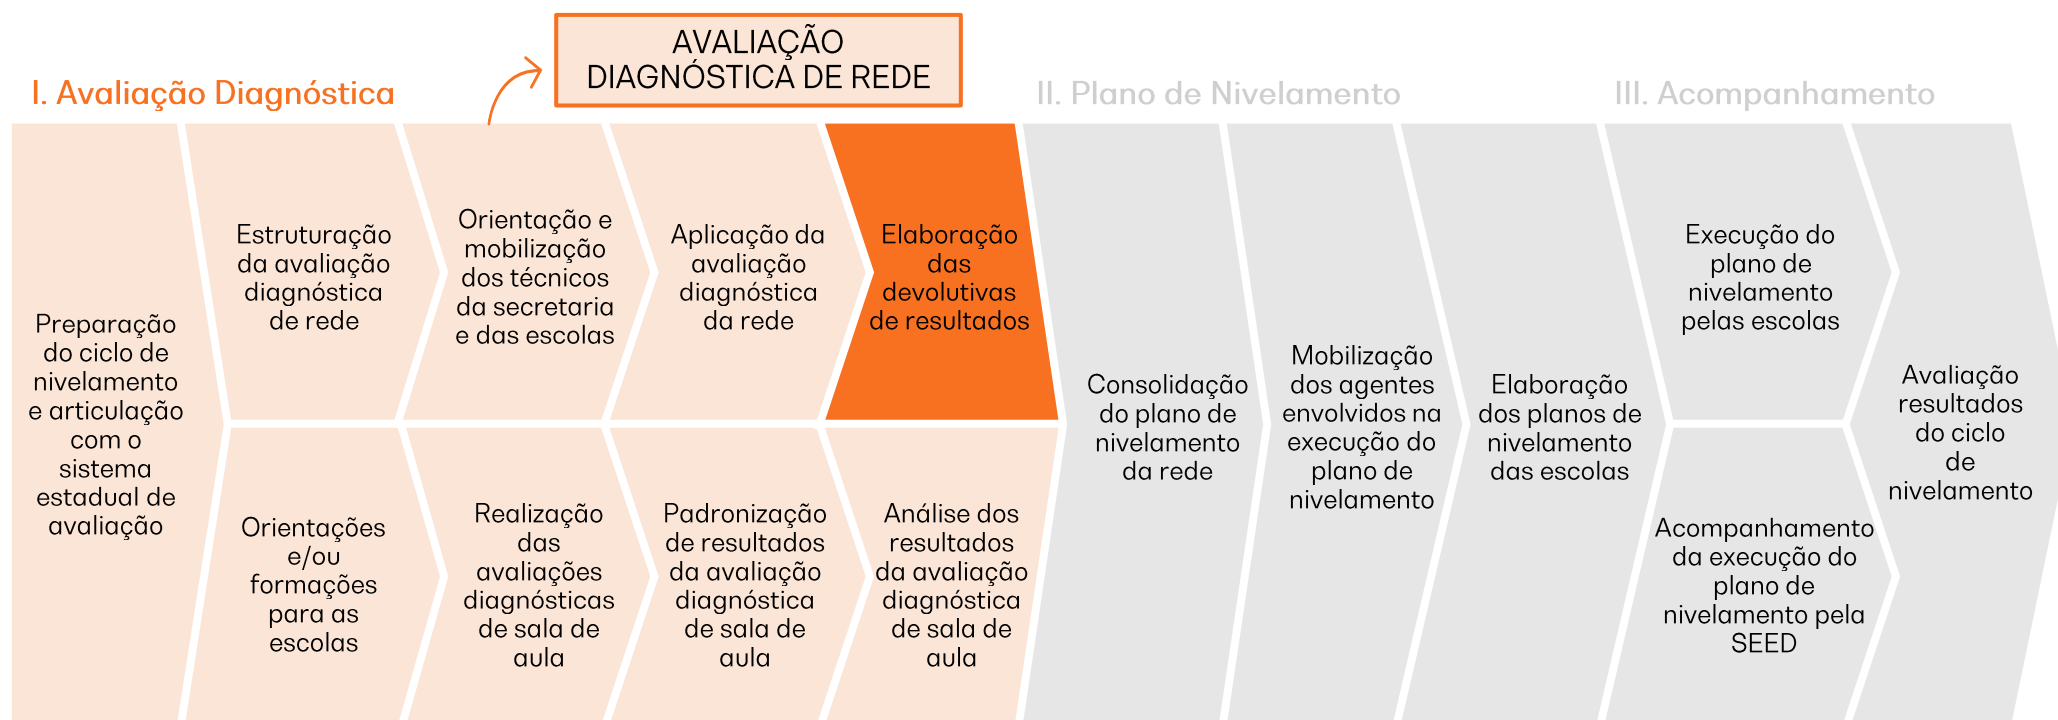 AVALIAÇÃO
DIAGNÓSTICA DE REDE
I. Avaliação Diagnóstica
II. Plano de Nivelamento
III. Acompanhamento
Preparação
do ciclo de
nivelamento
e articulação
com o
sistema
estadual de
avaliação
Estruturação
da avaliação
diagnóstica
de rede
Orientação e
mobilização
dos técnicos
da secretaria
e das escolas
Aplicação da
avaliação
diagnóstica
da rede
Elaboração
das
devolutivas
de resultados
Orientações
e/ou
formações
para as
escolas
Realização
das
avaliações
diagnósticas
de sala de
aula
Padronização
de resultados
da avaliação
diagnóstica
de sala de
aula
Análise dos
resultados
da avaliação
diagnóstica
de sala de
aula
Consolidação
do plano de
nivelamento
da rede
Mobilização
dos agentes
envolvidos na
execução do
plano de
nivelamento
Elaboração
dos planos de
nivelamento
das escolas
Execução do
plano de
nivelamento
pelas escolas
Acompanhamento
da execução do
plano de
nivelamento pela
SEED
Avaliação
resultados
do ciclo
de
nivelamento